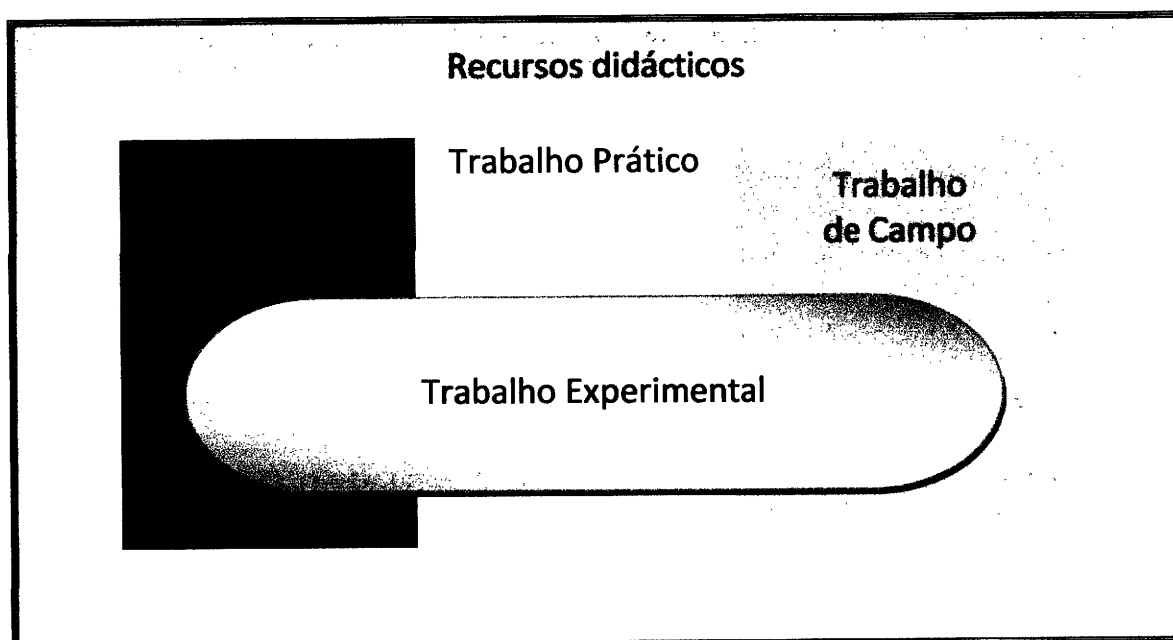 Recursos didácticos
Trabalho Prático
Trabalho
de Campo
Trabalho Experimental